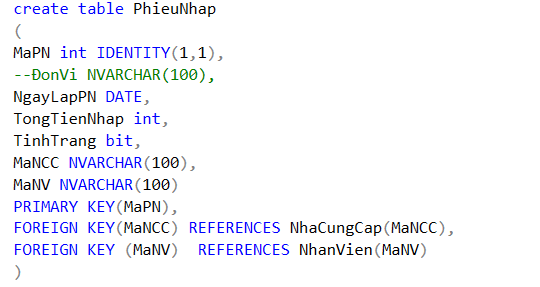 create table PhieuNhap
(
MaPN int IDENTITY(1,1),
--ĐonVi NVARCHAR(100),
NgayLapPN DATE,
TongTienNhap int,
TinhTrang bit,
MaNCC NVARCHAR(100),
MaNV NVARCHAR(100)
PRIMARY KEY(MaPN),
FOREIGN KEY(MaNCC) REFERENCES NhaCungCap(MaNCC),
FOREIGN KEY (MaNV)  REFERENCES NhanVien(MaNV)
)